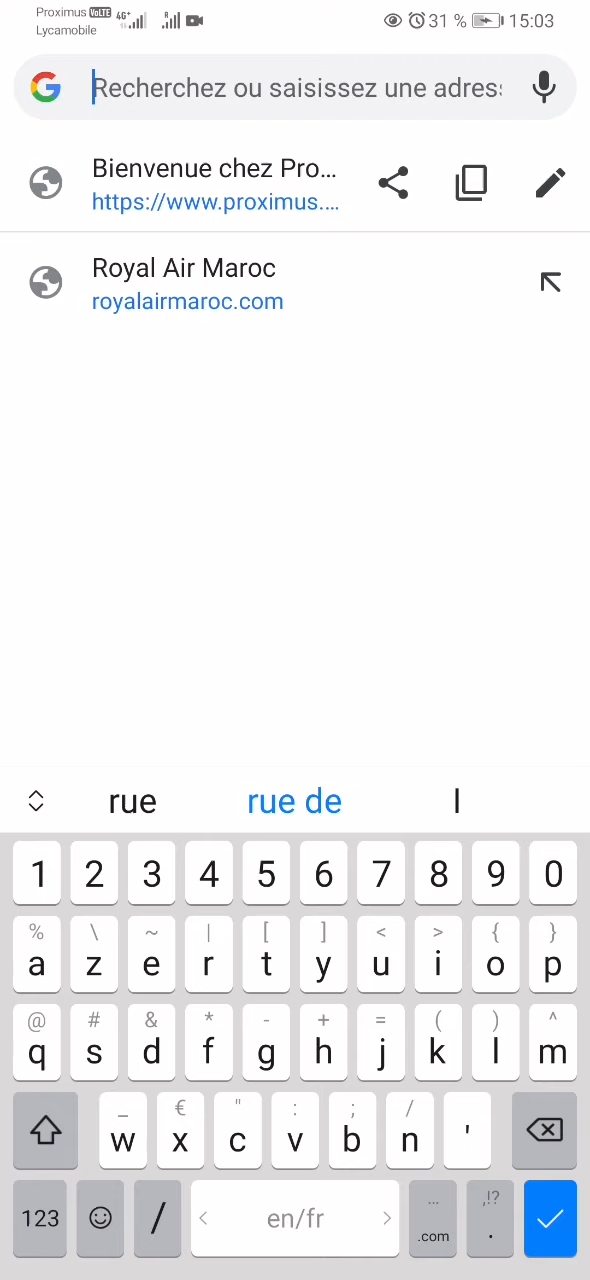 Proximus VoLTE 4G+ R 31 % 15:03
Lycamobile
Recherchez ou saisissez une adres
Bienvenue chez Pro...
https://www.proximus....
Royal Air Maroc
royalairmaroc.com
rue rue de l
1 2 3 4 5 6 7 8 9 0
% \ ~ | [ ] < > { }
a z e r t y u i o p
@ # & * - + = ( ) ^
q s d f g h j k l m
_ € " : ; /
w x c v b n '
... ,!?
123 / en/fr .com .